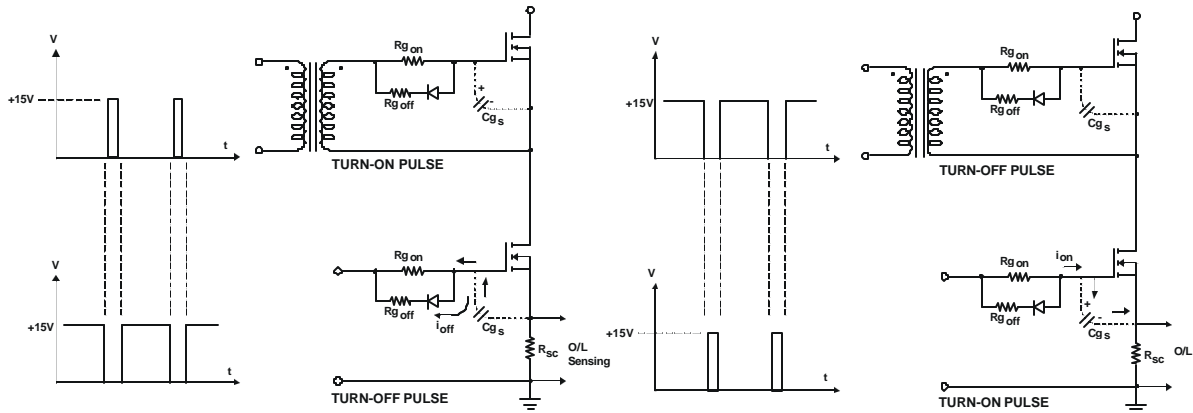 V
+15V
t
Rg on
Rg off
+
-
Cg s
TURN-ON PULSE
V
+15V
t
Rg on
Rg off
i off
Cg s
R SC
O/L
Sensing
TURN-OFF PULSE
V
+15V
t
Rg on
Rg off
+
-
Cg s
TURN-OFF PULSE
V
+15V
t
Rg on
i on
Rg off
+
-
Cg s
R SC
O/L
TURN-ON PULSE